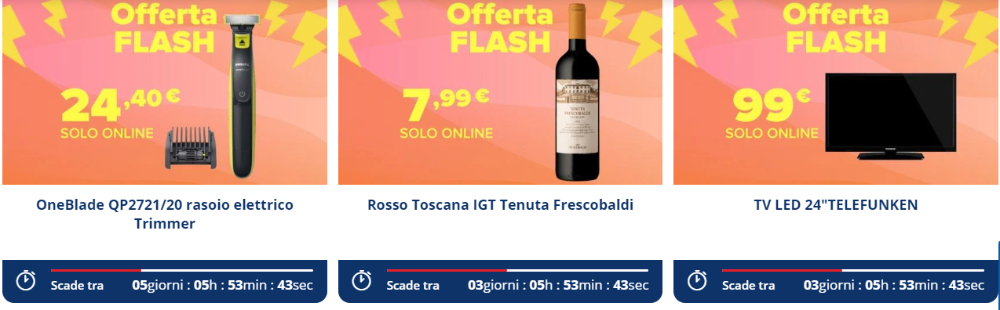 Offerta
FLASH
24,40€
SOLO ONLINE
OneBlade QP2721/20 rasoio elettrico
Trimmer
Scade tra 05giorni : 05h : 53min : 43sec
Offerta
FLASH
7,99€
SOLO ONLINE
TENUTA
FRESCOBALDI
Rosso Toscana IGT Tenuta Frescobaldi
Scade tra 03giorni : 05h : 53min : 43sec
Offerta
FLASH
99€
SOLO ONLINE
TV LED 24"TELEFUNKEN
Scade tra 03giorni : 05h : 53min : 43sec